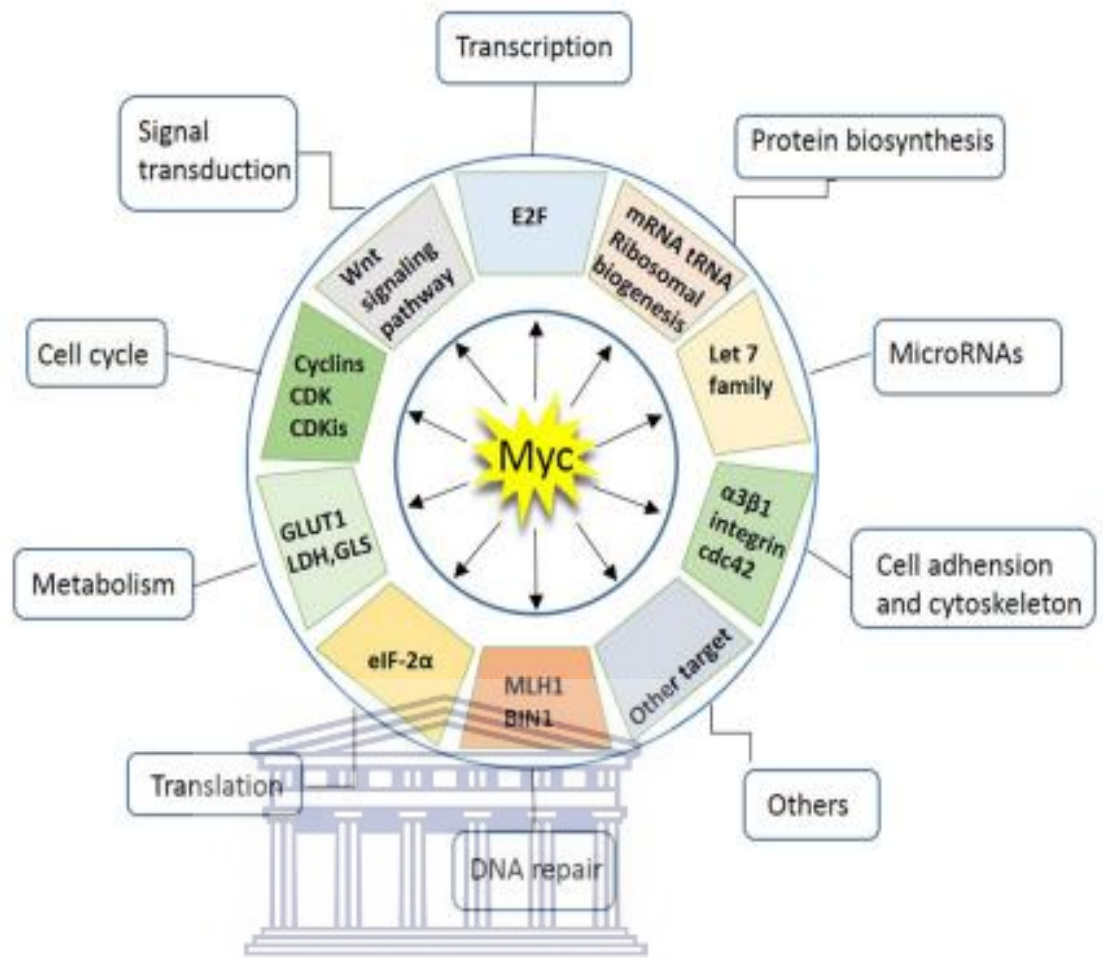 Transcription
Signal
transduction
Protein biosynthesis
E2F
mRNA tRNA
Ribosomal
biogenesis
Wnt
signaling
pathway
Cell cycle
Cyclins
CDK
CDKis
Let 7
family
MicroRNAs
Myc
Metabolism
GLUT1
LDH,GLS
α3β1
integrin
cdc42
Cell adhension
and cytoskeleton
eIF-2α
MLH1
BIN1
Other target
Translation
DNA repair
Others